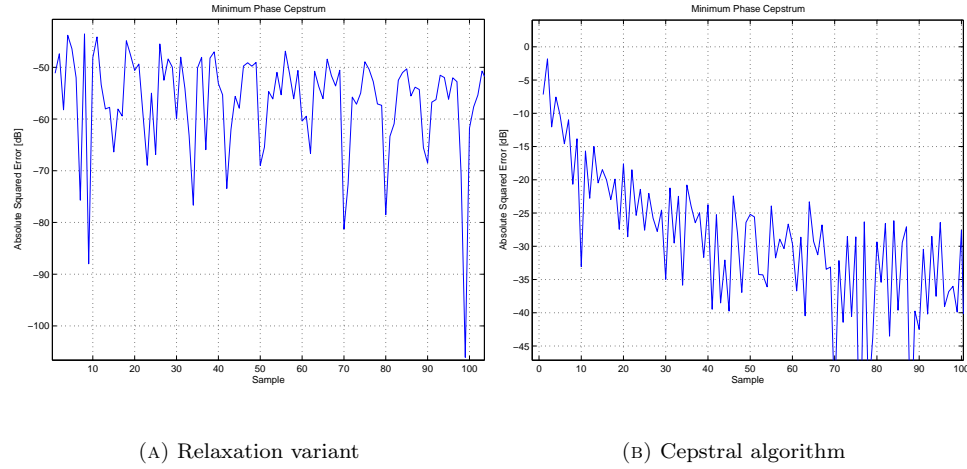 Minimum Phase Cepstrum
Absolute Squared Error [dB]
−50
−60
−70
−80
−90
−100
10 20 30 40 50 60 70 80 90 100
Sample
(A) Relaxation variant
Minimum Phase Cepstrum
Absolute Squared Error [dB]
0
−5
−10
−15
−20
−25
−30
−35
−40
−45
0 10 20 30 40 50 60 70 80 90 100
Sample
(B) Cepstral algorithm